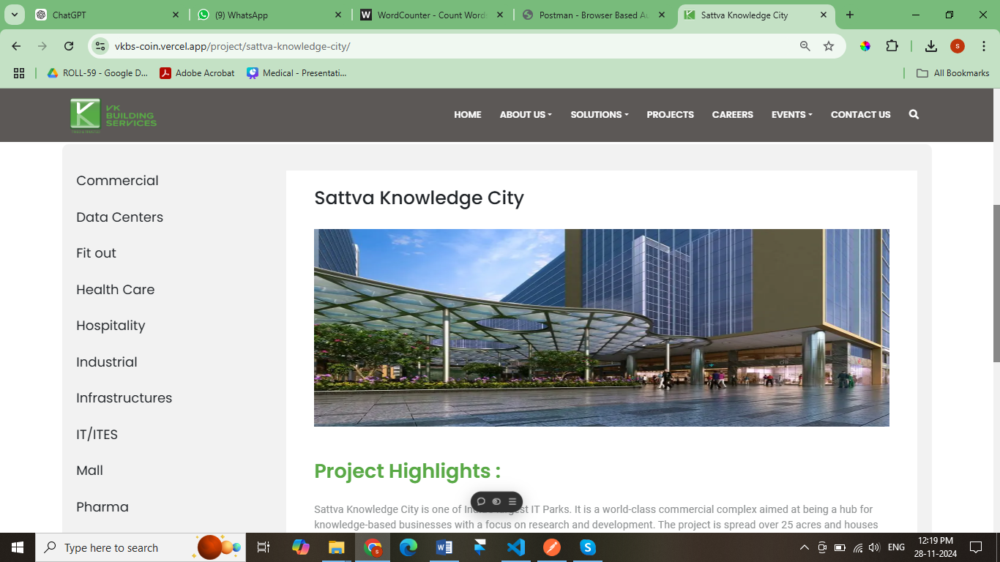 ChatGPT
(9) WhatsApp
WordCounter - Count Words
Postman - Browser Based Au
Sattva Knowledge City
vkbs-coin.vercel.app/project/sattva-knowledge-city/
s
ROLL-59 - Google D...
Adobe Acrobat
Medical - Presentati...
All Bookmarks
VK
BUILDING
SERVICES
HOME
ABOUT US
SOLUTIONS
PROJECTS
CAREERS
EVENTS
CONTACT US
Commercial
Data Centers
Fit out
Health Care
Hospitality
Industrial
Infrastructures
IT/ITES
Mall
Pharma
Sattva Knowledge City
Project Highlights :
Sattva Knowledge City is one of In gest IT Parks. It is a world-class commercial complex aimed at being a hub for
knowledge-based businesses with a focus on research and development. The project is spread over 25 acres and houses
Type here to search
ENG
12:19 PM
28-11-2024